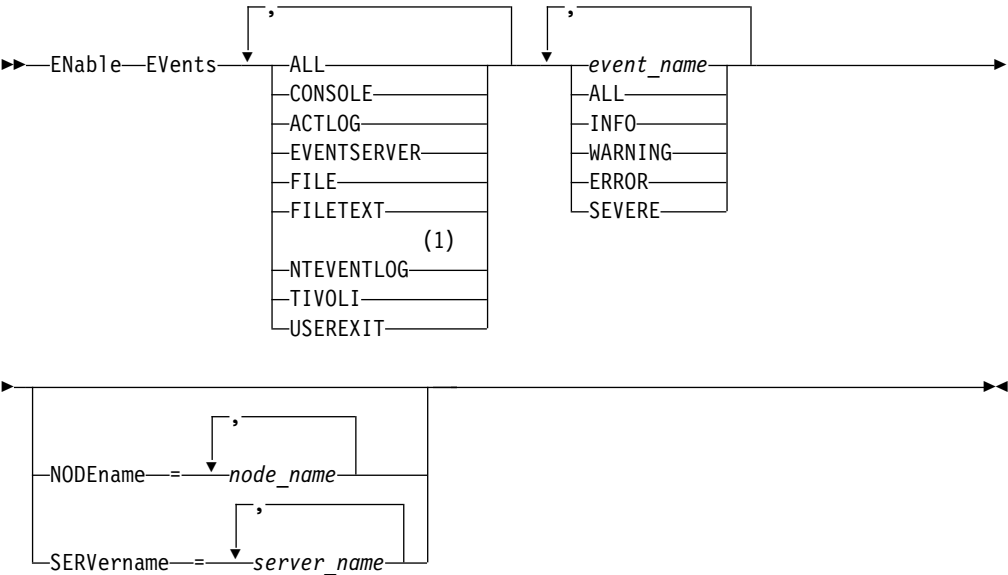 , ,
ENable EVents ALL event_name
CONSOLE ALL
ACTLOG INFO
EVENTSERVER WARNING
FILE ERROR
FILETEXT SEVERE
(1)
NTEVENTLOG
TIVOLI
USEREXIT
,
NODEname = node_name
,
SERVername = server_name